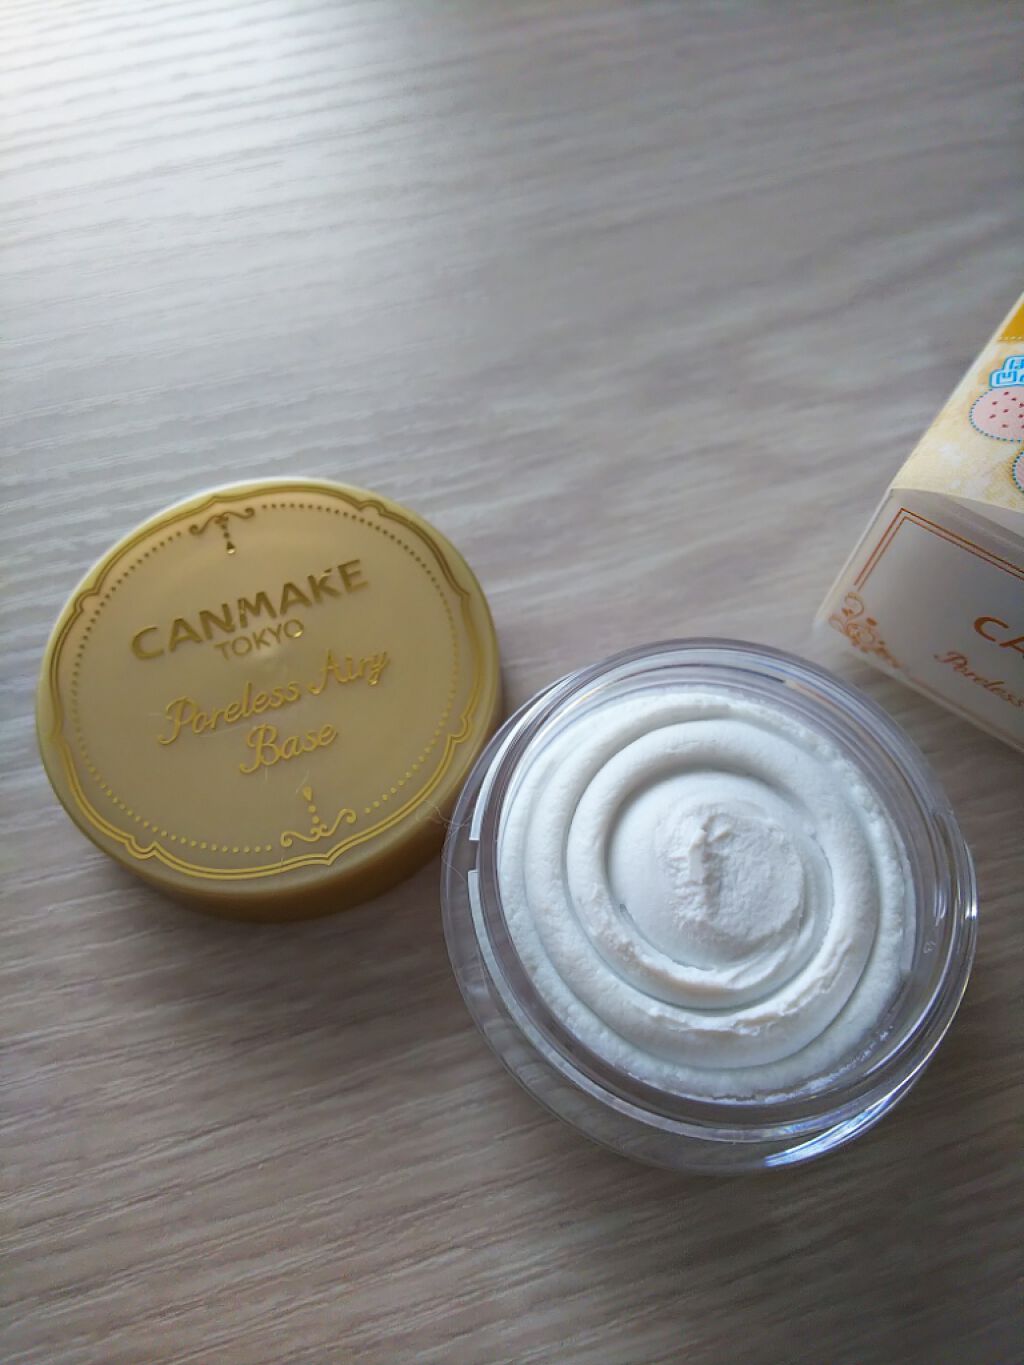 CANMAKE
TOKYO
Poreless Airy
Base
CA
Poreless